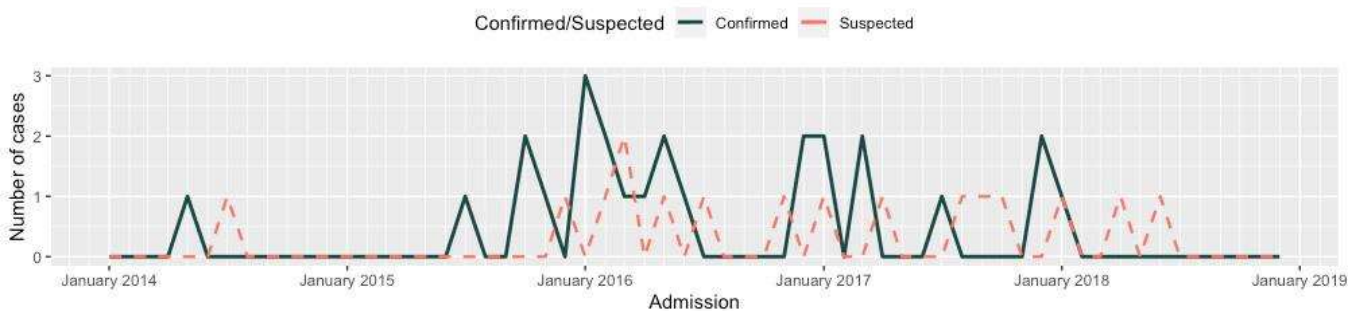 Confirmed/Suspected Confirmed Suspected
3
2
1
0
Number of cases
January 2014 January 2015 January 2016 January 2017 January 2018 January 2019
Admission